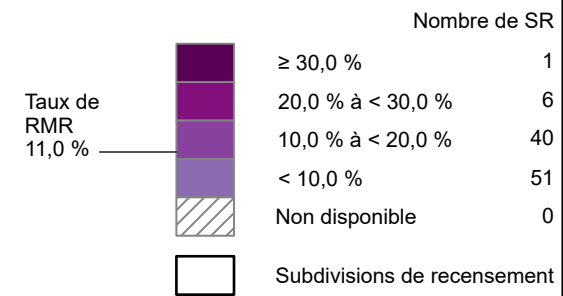 Nombre de SR
≥ 30,0 % 1
20,0 % à < 30,0 % 6
Taux de
RMR
11,0 %
10,0 % à < 20,0 % 40
< 10,0 % 51
Non disponible 0
Subdivisions de recensement